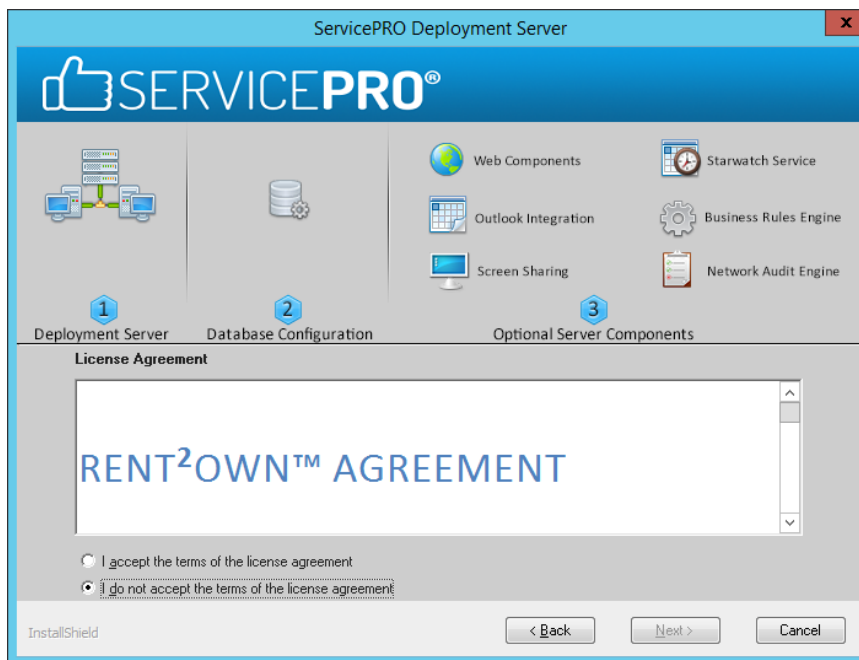 ServicePRO Deployment Server
x
SERVICEPRO®
Web Components
Starwatch Service
Outlook Integration
Business Rules Engine
Screen Sharing
Network Audit Engine
1
2
3
Deployment Server
Database Configuration
Optional Server Components
License Agreement
RENT²OWN™ AGREEMENT
I accept the terms of the license agreement
I do not accept the terms of the license agreement
InstallShield
< Back
Next >
Cancel